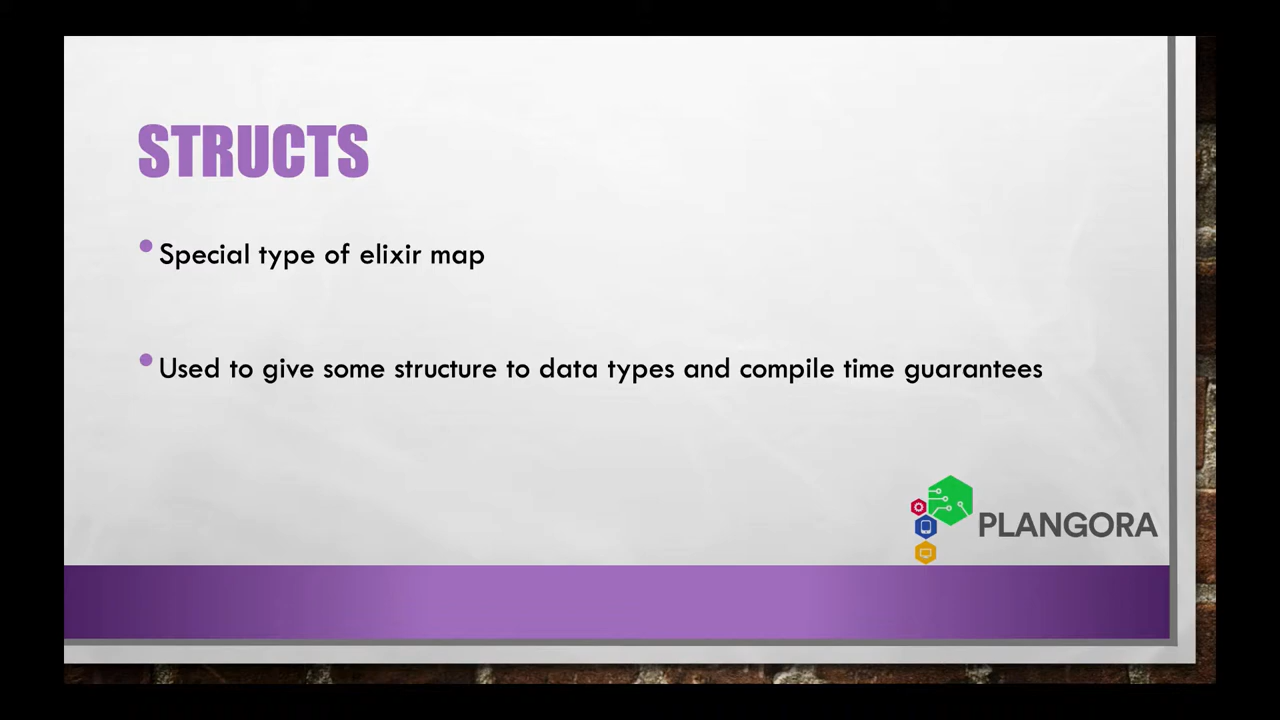 STRUCTS
• Special type of elixir map
• Used to give some structure to data types and compile time guarantees
PLANGORA